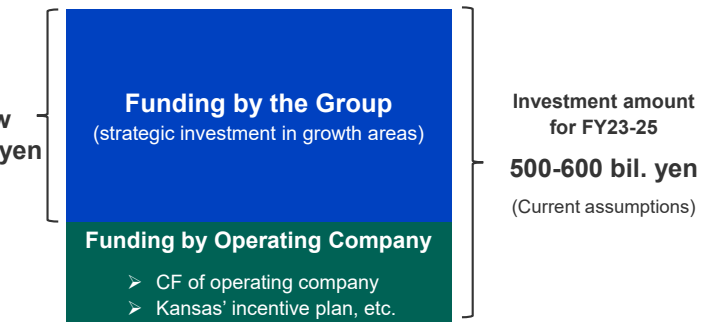 w
yen
Funding by the Group
(strategic investment in growth areas)
Funding by Operating Company
➢ CF of operating company
➢ Kansas' incentive plan, etc.
Investment amount
for FY23-25
500-600 bil. yen
(Current assumptions)